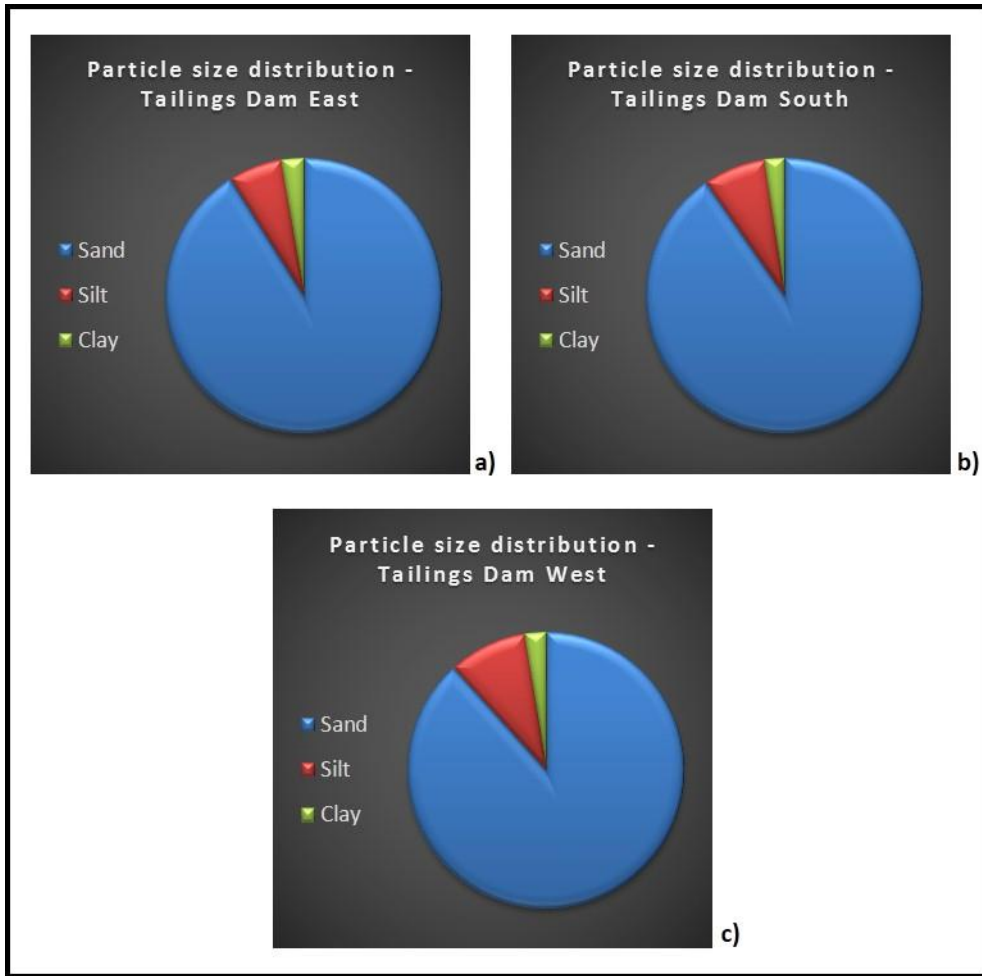 Particle size distribution -
Tailings Dam East
Sand
Silt
Clay
a)
Particle size distribution -
Tailings Dam South
Sand
Silt
Clay
b)
Particle size distribution -
Tailings Dam West
Sand
Silt
Clay
c)